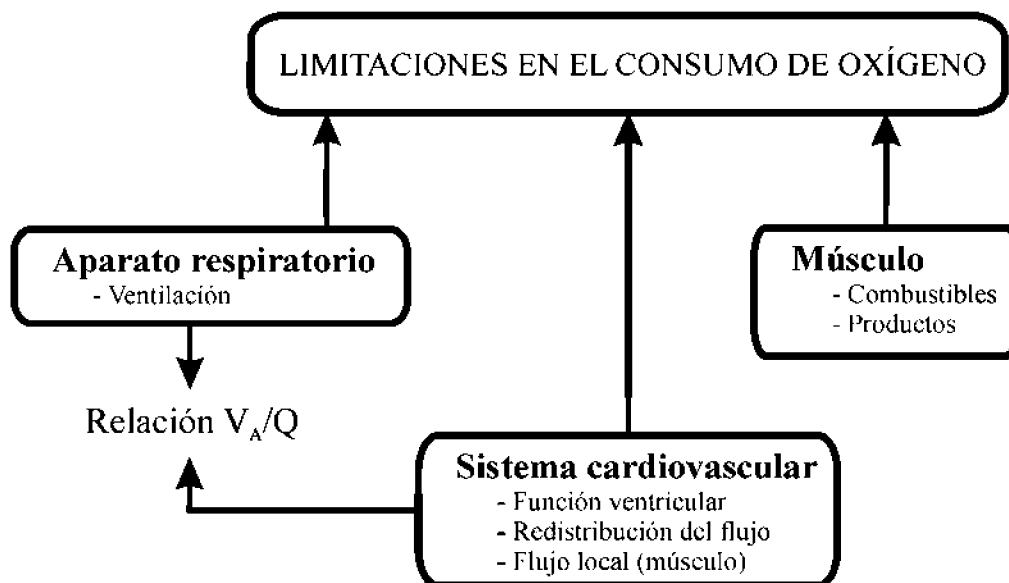 LIMITACIONES EN EL CONSUMO DE OXÍGENO
Aparato respiratorio
- Ventilación
Músculo
- Combustibles
- Productos
Relación V_A/Q
Sistema cardiovascular
- Función ventricular
- Redistribución del flujo
- Flujo local (músculo)